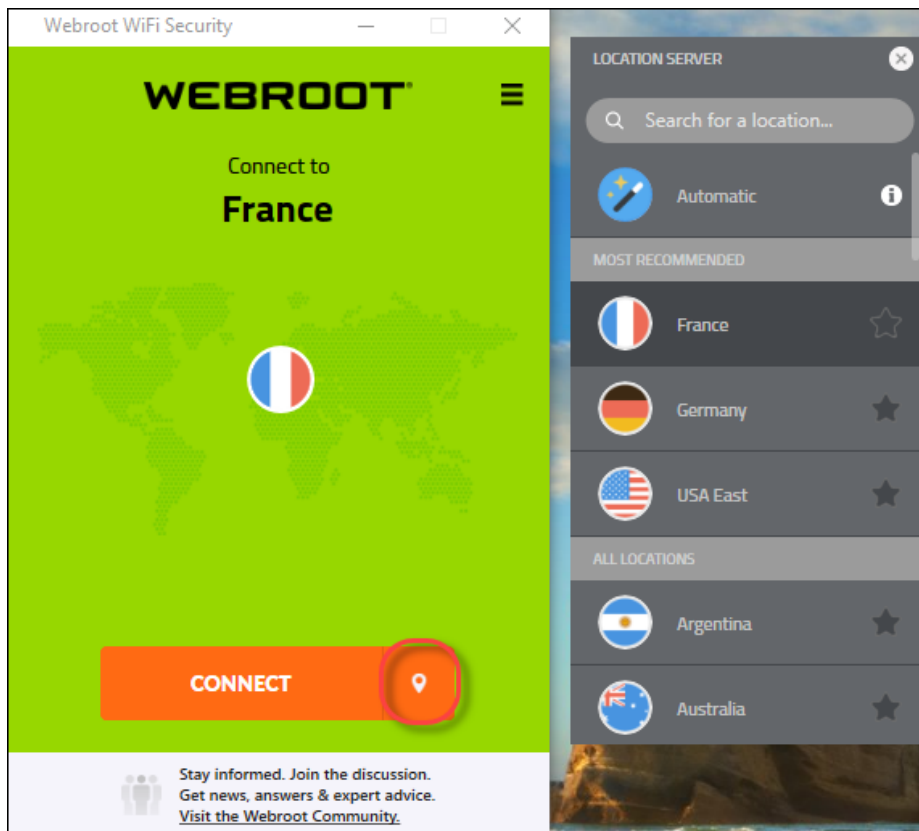 Webroot WiFi Security
WEBROOT®
Connect to
France
CONNECT
Stay informed. Join the discussion.
Get news, answers & expert advice.
Visit the Webroot Community.
LOCATION SERVER
Search for a location...
Automatic
MOST RECOMMENDED
France
Germany
USA East
ALL LOCATIONS
Argentina
Australia